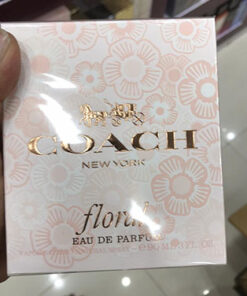 COACH
NEW YORK
floral
EAU DE PARFUM